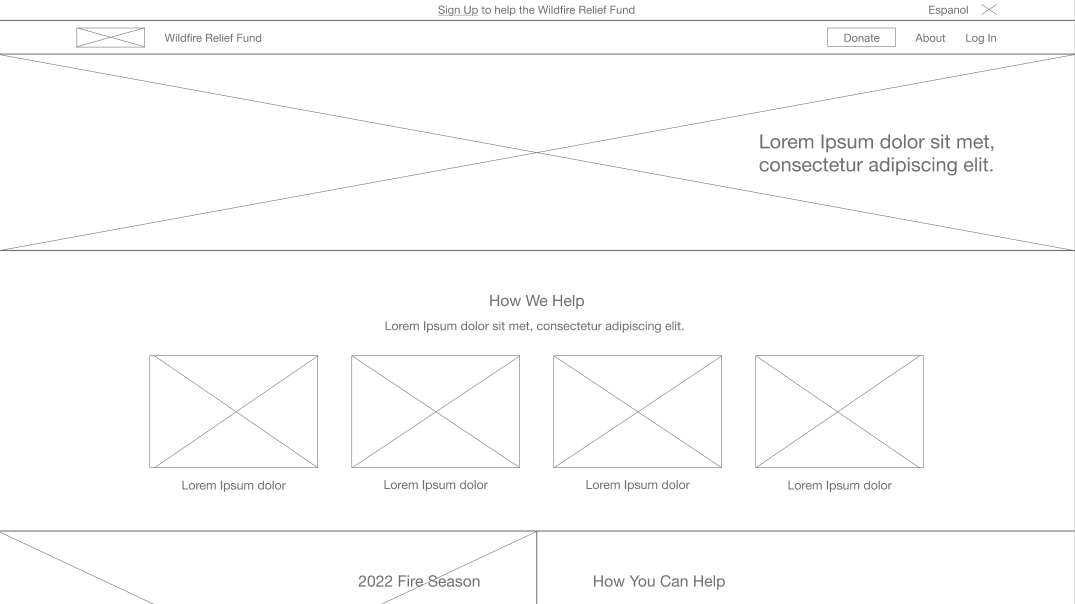 Sign Up to help the Wildfire Relief Fund
Espanol
Wildfire Relief Fund
Donate
About
Log In
Lorem Ipsum dolor sit met,
consectetur adipiscing elit.
How We Help
Lorem Ipsum dolor sit met, consectetur adipiscing elit.
Lorem Ipsum dolor
Lorem Ipsum dolor
Lorem Ipsum dolor
Lorem Ipsum dolor
2022 Fire Season
How You Can Help